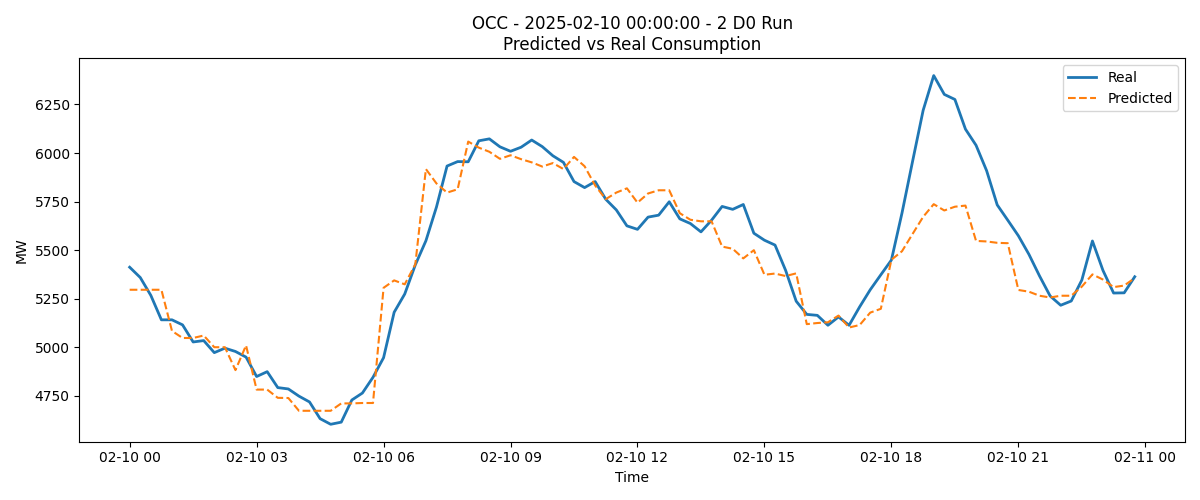 OCC - 2025-02-10 00:00:00 - 2 D0 Run
Predicted vs Real Consumption
Real
Predicted
6250
6000
5750
5500
5250
5000
4750
MW
02-10 00
02-10 03
02-10 06
02-10 09
02-10 12
02-10 15
02-10 18
02-10 21
02-11 00
Time